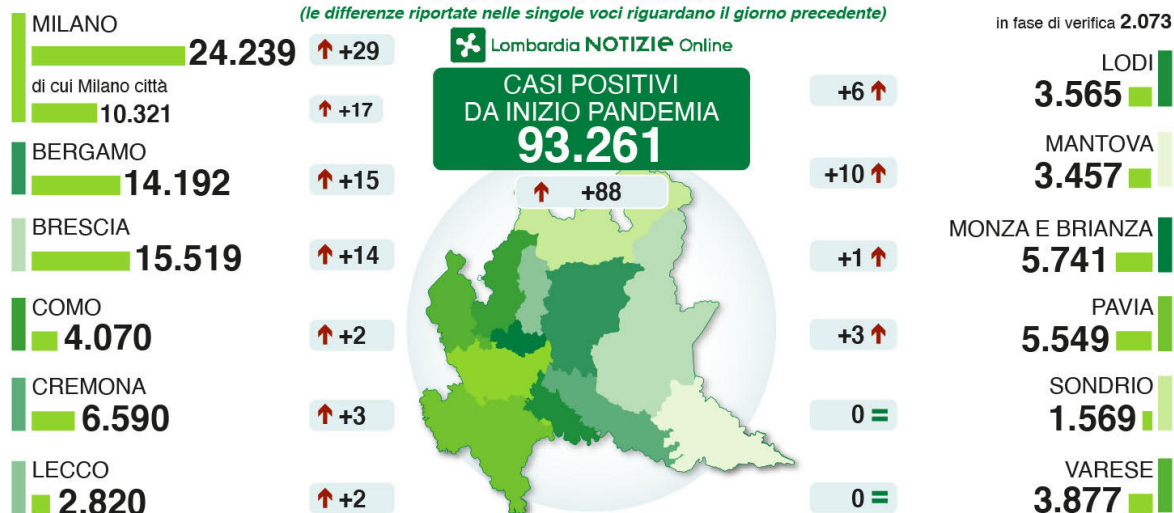 (le differenze riportate nelle singole voci riguardano il giorno precedente)
in fase di verifica 2.073
Lombardia NOTIZIE Online
CASI POSITIVI
DA INIZIO PANDEMIA
93.261
+88
MILANO
24.239 +29
di cui Milano città
10.321 +17
BERGAMO
14.192 +15
BRESCIA
15.519 +14
COMO
4.070 +2
CREMONA
6.590 +3
LECCO
2.820 +2
LODI
+6 3.565
MANTOVA
+10 3.457
MONZA E BRIANZA
+1 5.741
PAVIA
+3 5.549
SONDRIO
0 = 1.569
VARESE
0 = 3.877